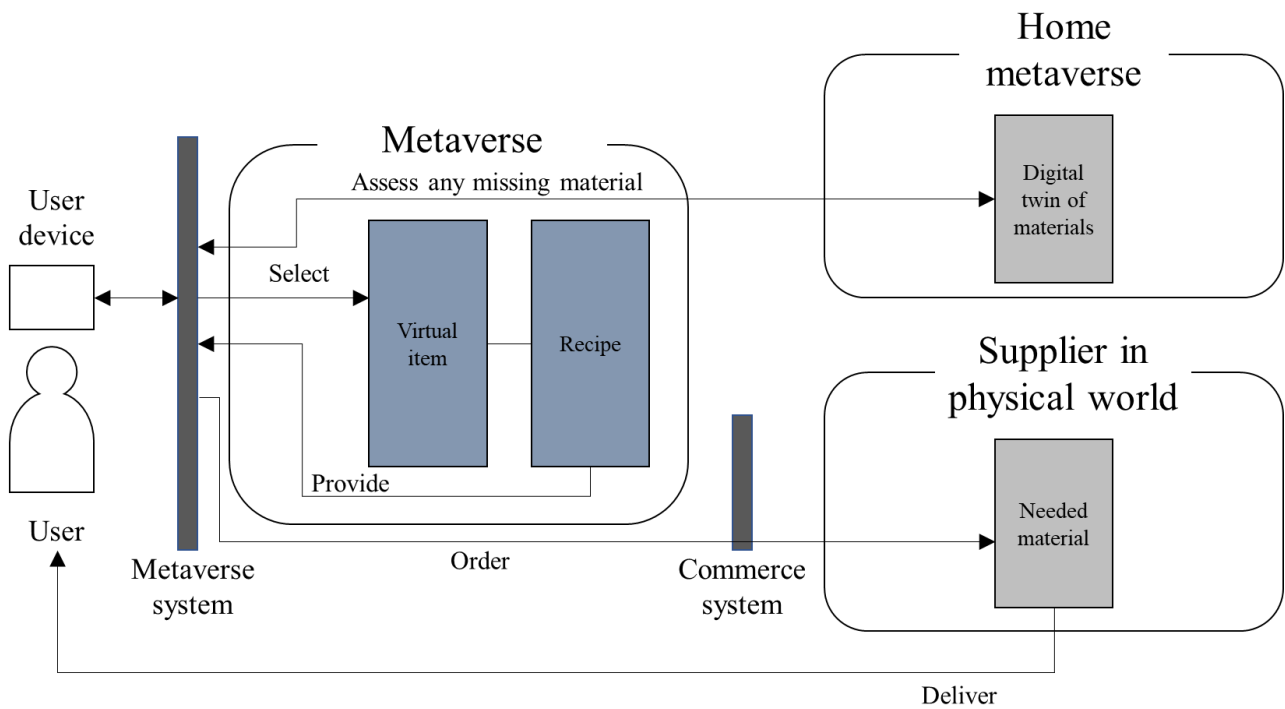 Home
metaverse
Metaverse
Assess any missing material
Digital
twin of
materials
User
device
Select
Virtual
item
Recipe
Supplier in
physical world
Provide
Needed
material
User
Metaverse
system
Order
Commerce
system
Deliver